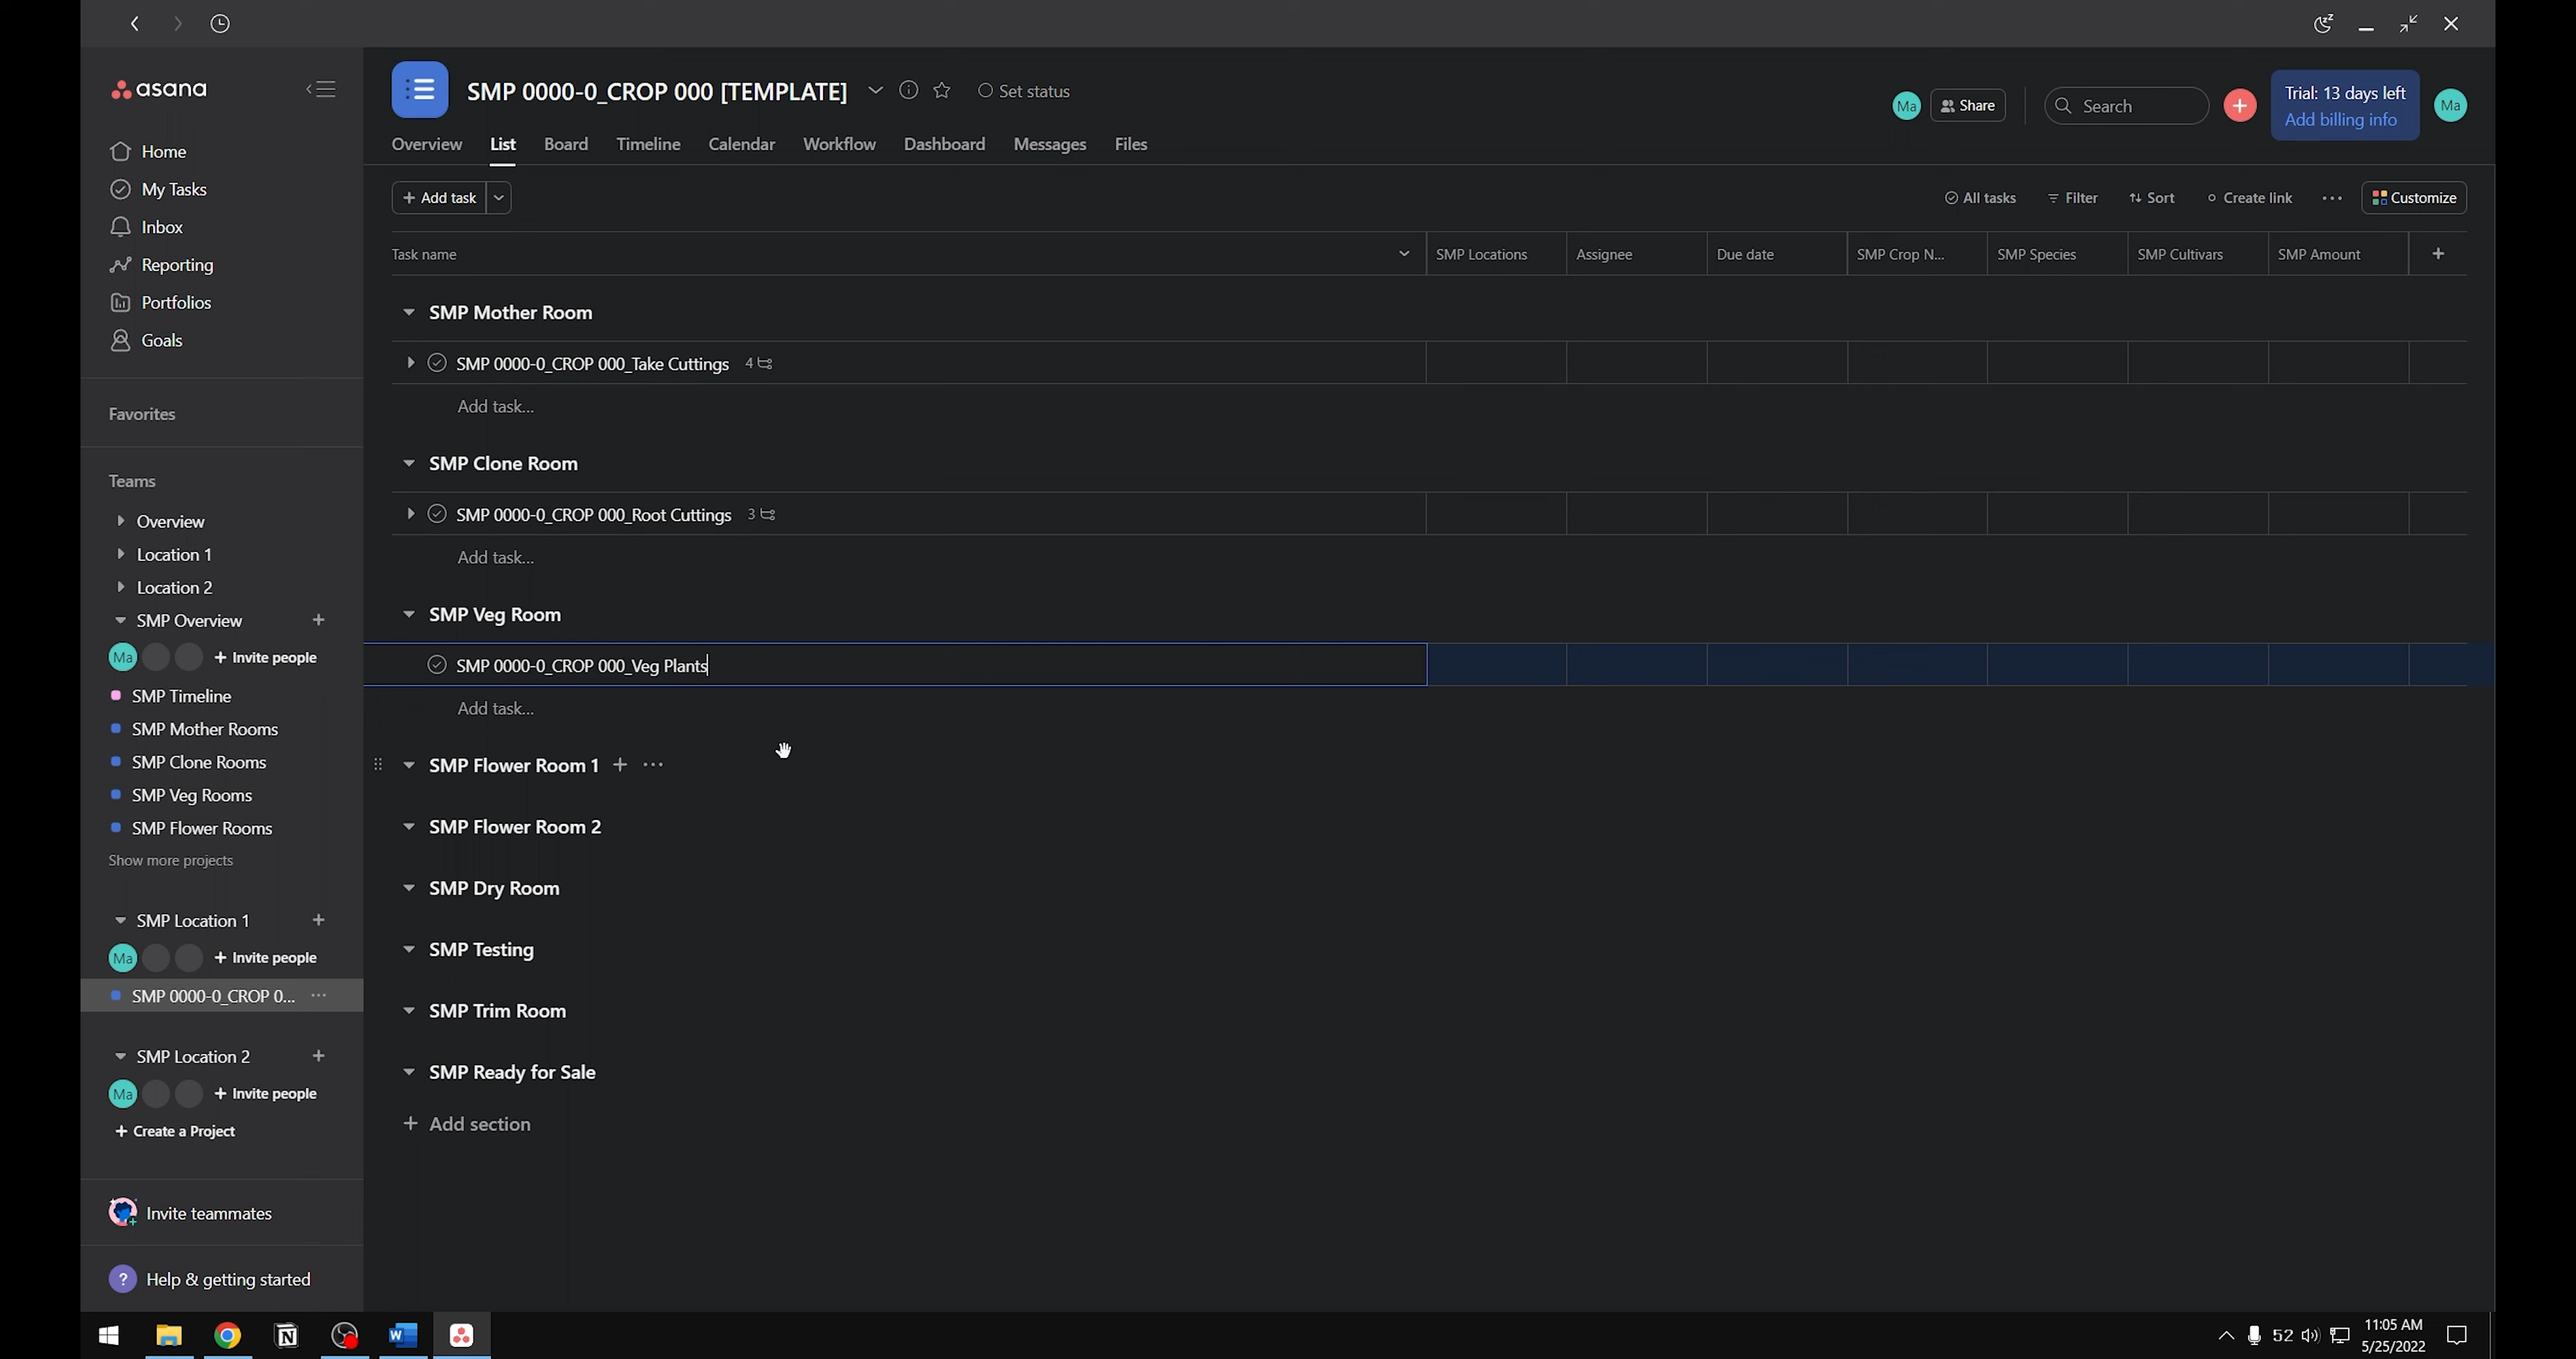 asana
Home
My Tasks
Inbox
Reporting
Portfolios
Goals
Favorites
Teams
Overview
Location 1
Location 2
SMP Overview
Ma
Invite people
SMP Timeline
SMP Mother Rooms
SMP Clone Rooms
SMP Veg Rooms
SMP Flower Rooms
Show more projects
SMP Location 1
Ma
Invite people
SMP 0000-0_CROP 0...
SMP Location 2
Ma
Invite people
+ Create a Project
Invite teammates
? Help & getting started
SMP 0000-0_CROP 000 [TEMPLATE]
Set status
Ma
Share
Search
Trial: 13 days left
Add billing info
Ma
Overview List Board Timeline Calendar Workflow Dashboard Messages Files
+ Add task
All tasks Filter Sort Create link ... Customize
Task name SMP Locations Assignee Due date SMP Crop N... SMP Species SMP Cultivars SMP Amount +
SMP Mother Room
SMP 0000-0_CROP 000_Take Cuttings 4
Add task...
SMP Clone Room
SMP 0000-0_CROP 000_Root Cuttings 3
Add task...
SMP Veg Room
SMP 0000-0_CROP 000_Veg Plants
Add task...
SMP Flower Room 1 + ...
SMP Flower Room 2
SMP Dry Room
SMP Testing
SMP Trim Room
SMP Ready for Sale
+ Add section
N
W
52
11:05 AM
5/25/2022